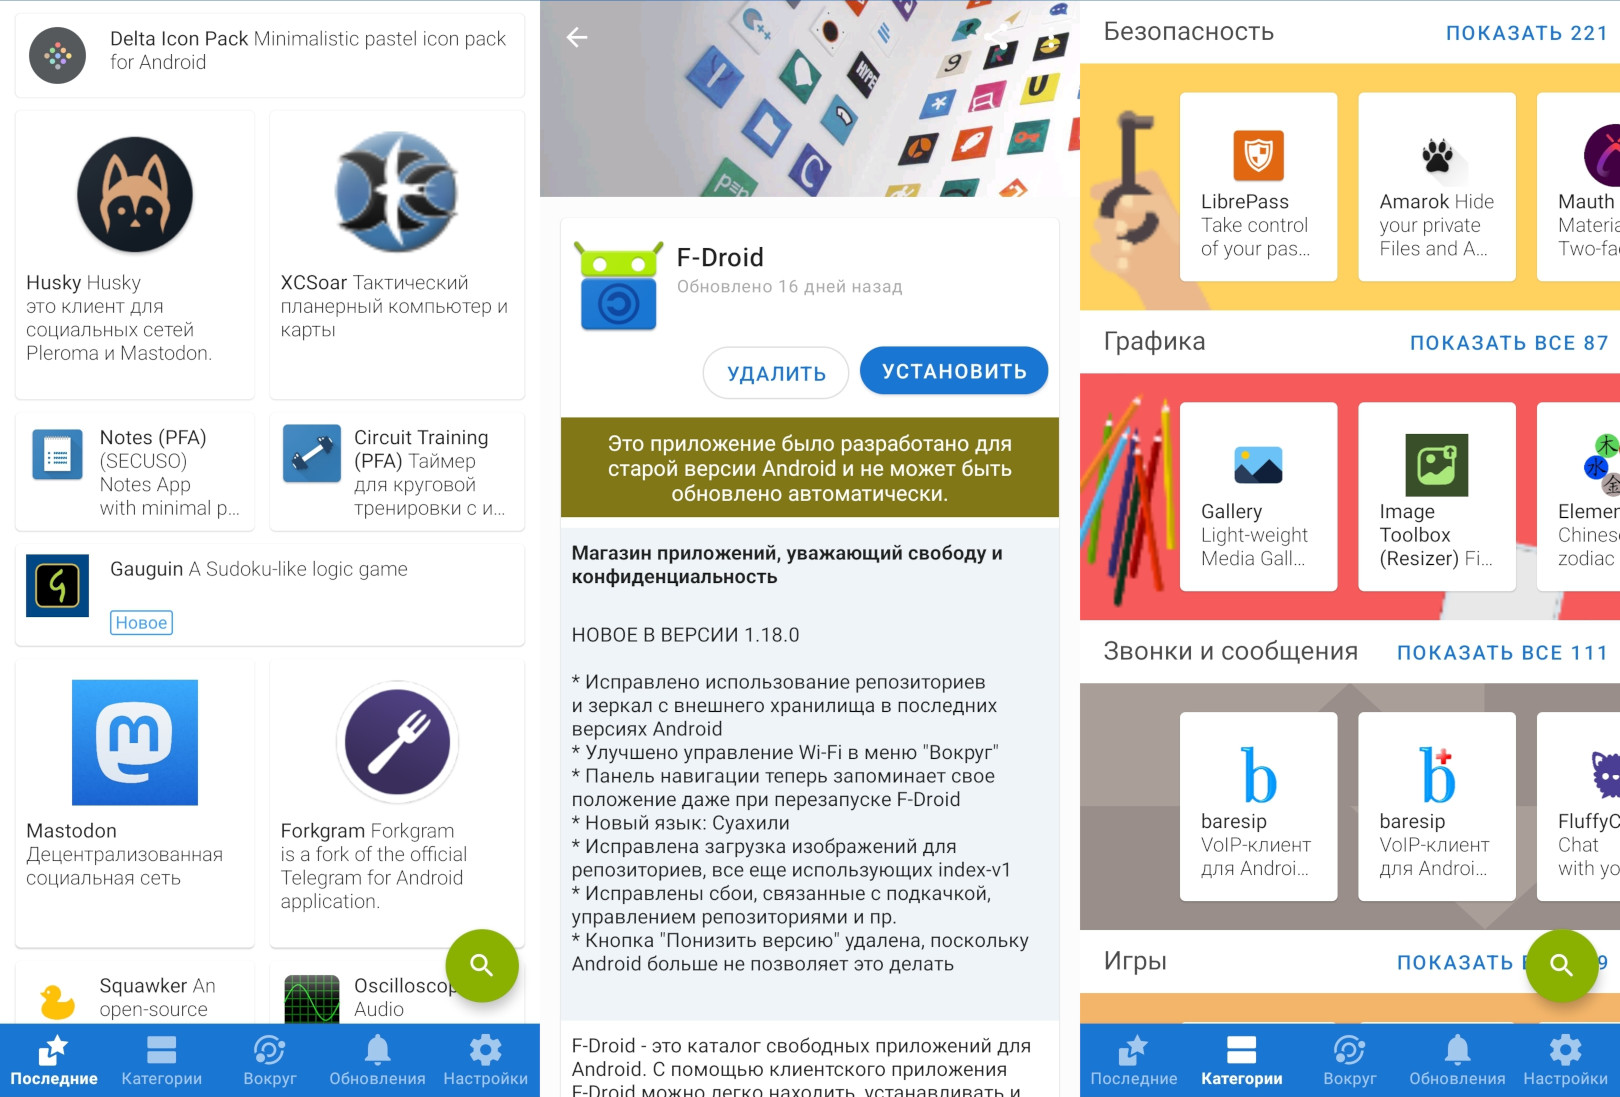 Delta Icon Pack Minimalistic pastel icon pack
for Android
Husky Husky
это клиент для
социальных сетей
Pleroma и Mastodon.
XCSoar Тактический
планерный компьютер и
карты
Notes (PFA)
(SECUSO)
Notes App
with minimal p...
Circuit Training
(PFA) Таймер
для круговой
тренировки с и...
Gauguin A Sudoku-like logic game
Новое
Mastodon
Децентрализованная
социальная сеть
Forkgram Forkgram
is a fork of the official
Telegram for Android
application.
Squawker An
open-source
Oscilloscop
Audio
Последние
Категории
Вокруг
Обновления
Настройки
HYPE
F-Droid
Обновлено 16 дней назад
УДАЛИТЬ
УСТАНОВИТЬ
Это приложение было разработано для
старой версии Android и не может быть
обновлено автоматически.
Магазин приложений, уважающий свободу и
конфиденциальность
НОВОЕ В ВЕРСИИ 1.18.0
* Исправлено использование репозиториев
и зеркал с внешнего хранилища в последних
версиях Android
* Улучшено управление Wi-Fi в меню "Вокруг"
* Панель навигации теперь запоминает свое
положение даже при перезапуске F-Droid
* Новый язык: Суахили
* Исправлена загрузка изображений для
репозиториев, все еще использующих index-v1
* Исправлены сбои, связанные с подкачкой,
управлением репозиториями и пр.
* Кнопка "Понизить версию" удалена, поскольку
Android больше не позволяет это делать
F-Droid - это каталог свободных приложений для
Android. С помощью клиентского приложения
F-Droid можно легко находить, устанавливать и
Безопасность
ПОКАЗАТЬ 221
LibrePass
Take control
of your pas...
Amarok Hide
your private
Files and A...
Mauth
Materia
Two-fa
Графика
ПОКАЗАТЬ ВСЕ 87
Gallery
Light-weight
Media Gall...
Image
Toolbox
(Resizer) Fi...
木
水
金
Elemen
Chines
zodiac
Звонки и сообщения
ПОКАЗАТЬ ВСЕ 111
b
baresip
VoIP-клиент
для Androi...
b
baresip
VoIP-клиент
для Androi...
FluffyC
Chat
with yo
Игры
ПОКАЗАТЬ
9
Последние
Категории
Вокруг
Обновления
Настройки